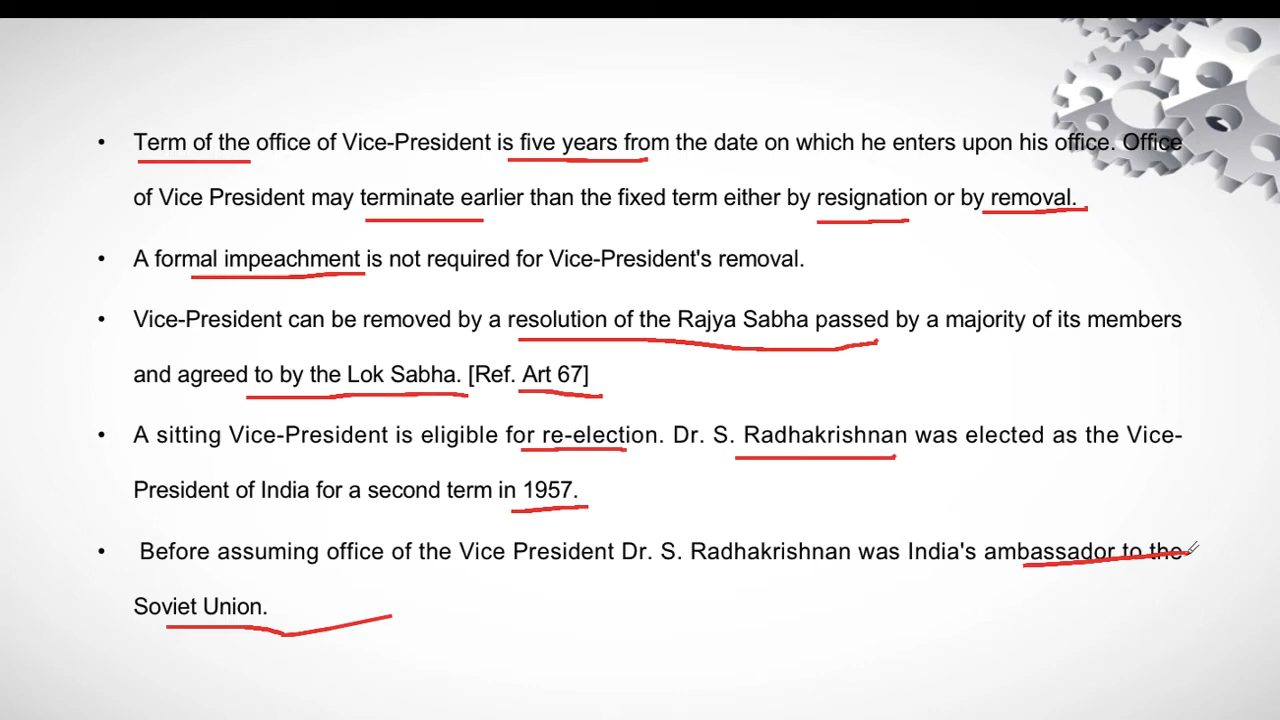 • Term of the office of Vice-President is five years from the date on which he enters upon his office. Office
of Vice President may terminate earlier than the fixed term either by resignation or by removal.
• A formal impeachment is not required for Vice-President's removal.
• Vice-President can be removed by a resolution of the Rajya Sabha passed by a majority of its members
and agreed to by the Lok Sabha. [Ref. Art 67]
• A sitting Vice-President is eligible for re-election. Dr. S. Radhakrishnan was elected as the Vice-
President of India for a second term in 1957.
• Before assuming office of the Vice President Dr. S. Radhakrishnan was India's ambassador to the
Soviet Union.